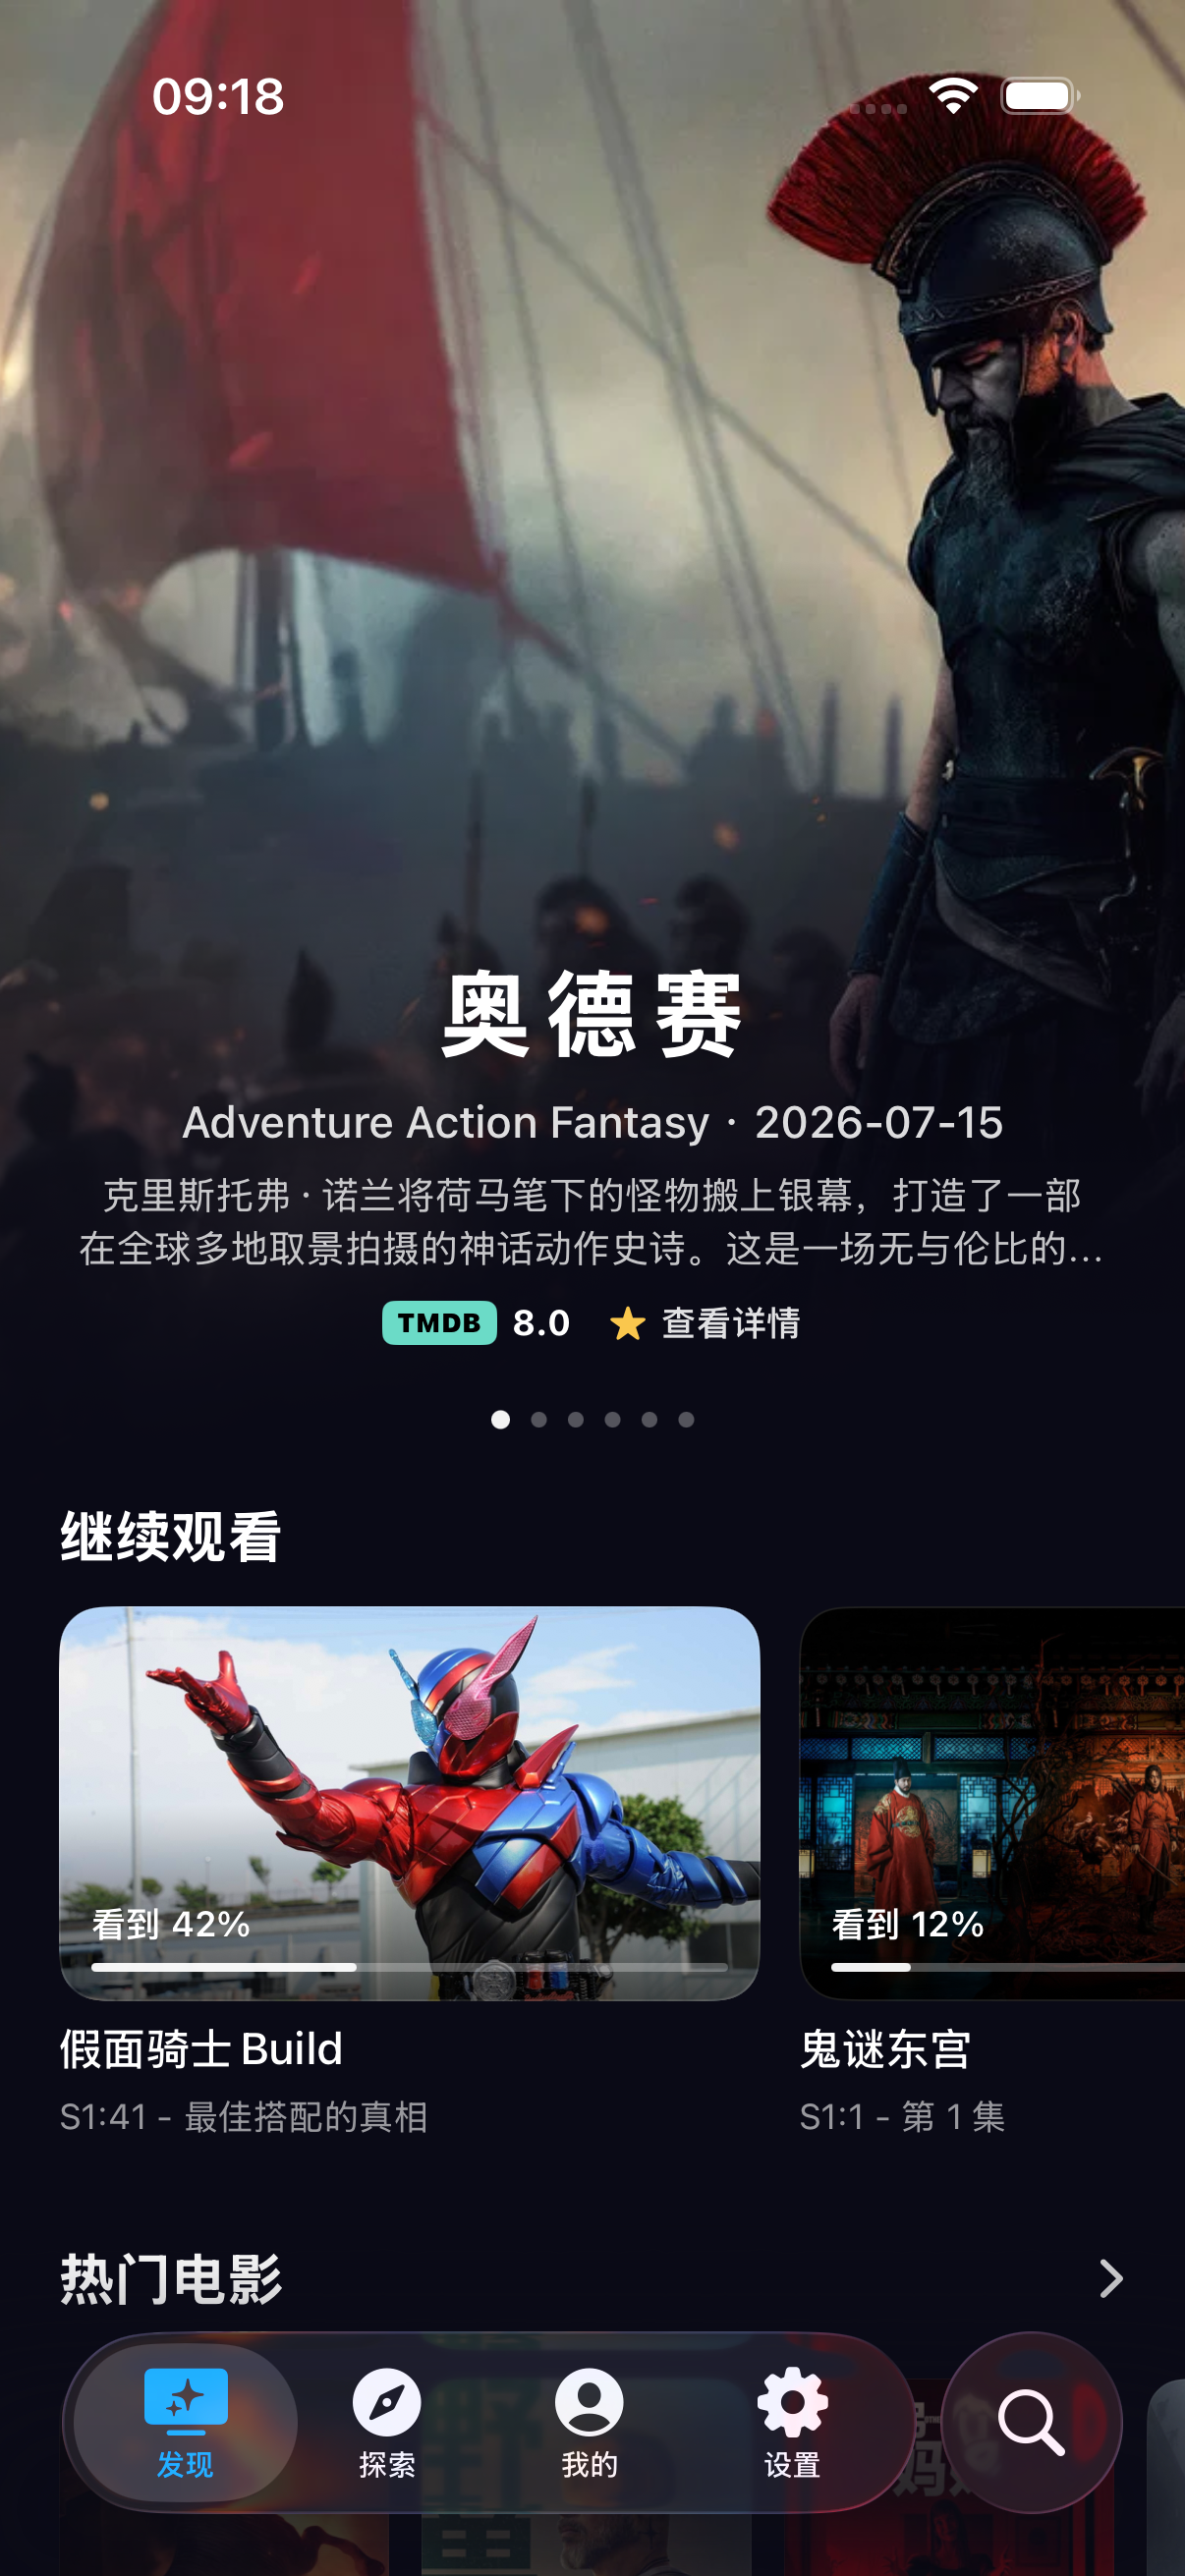 09:18
奥德赛
Adventure Action Fantasy · 2026-07-15
克里斯托弗·诺兰将荷马笔下的怪物搬上银幕，打造了一部
在全球多地取景拍摄的神话动作史诗。这是一场无与伦比的...
TMDB 8.0 查看详情
继续观看
看到 42%
看到 12%
假面骑士 Build
鬼谜东宫
S1:41 - 最佳搭配的真相
S1:1 - 第 1 集
热门电影
发现
探索
我的
设置